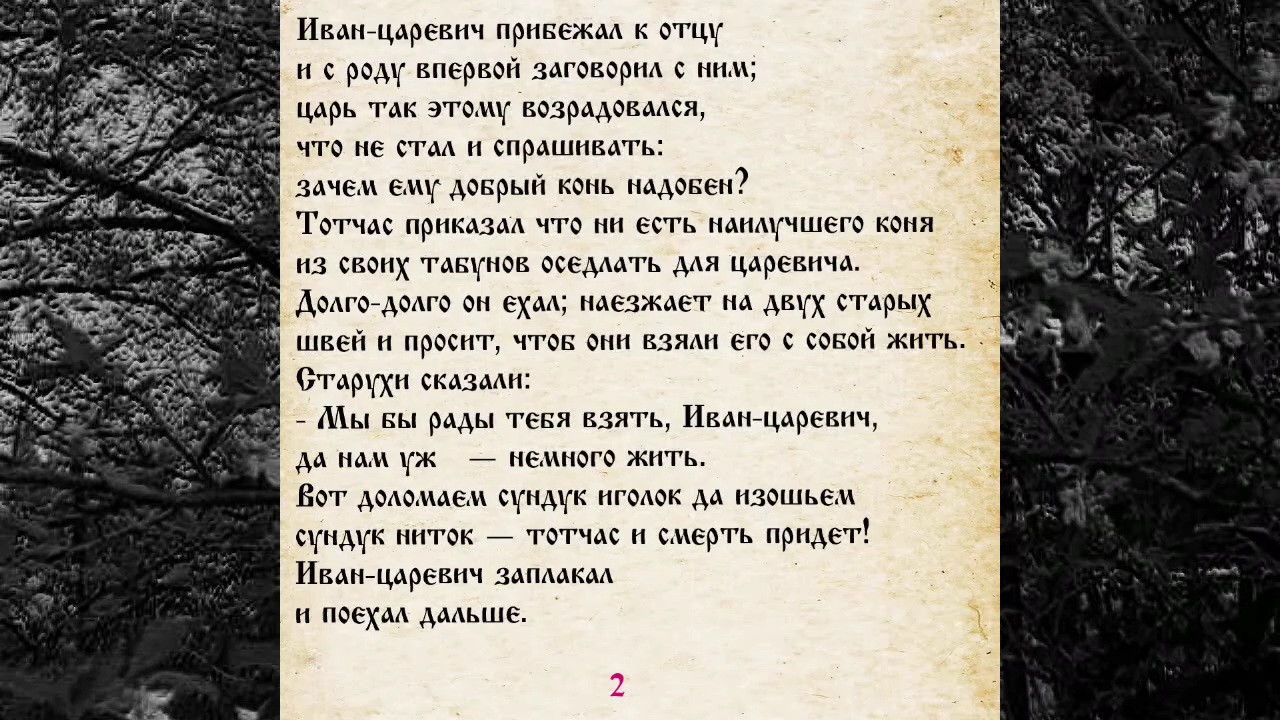 Иван-царевич прибежал к отцу
и с роду впервой заговорил с ним;
царь так этому возрадовался,
что не стал и спрашивать:
зачем ему добрый конь надобен?
Тотчас приказал что ни есть наилучшего коня
из своих табунов оседлать для царевича.
Долго-долго он ехал; наезжает на двух старых
швей и просит, чтоб они взяли его с собой жить.
Старухи сказали:
- Мы бы рады тебя взять, Иван-царевич,
да нам уж — немного жить.
Вот доломаем сундук иголок да изошьем
сундук ниток — тотчас и смерть придет!
Иван-царевич заплакал
и поехал дальше.
2